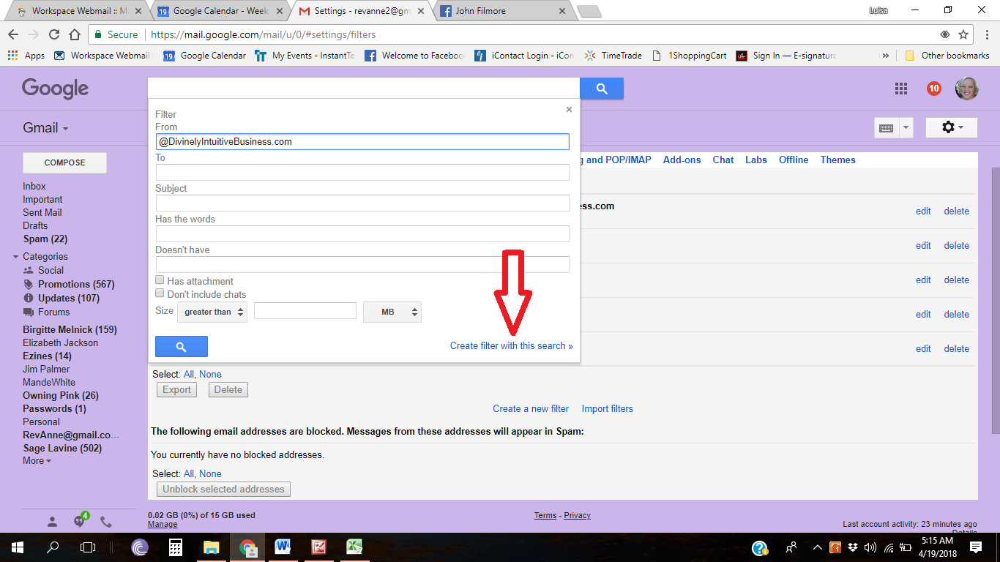 Workspace Webmail :: M
Google Calendar - Week
Settings - revanne2@gm
John Filmore
Luisa
Secure
https://mail.google.com/mail/u/0/#settings/filters
Apps
Workspace Webmail
Google Calendar
My Events - InstantTe
Welcome to Faceboo
iContact Login - iCon
TimeTrade
1ShoppingCart
Sign In — E-signature
»
Other bookmarks
Google
10
Gmail
COMPOSE
Inbox
Important
Sent Mail
Drafts
Spam (22)
Categories
Social
Promotions (567)
Updates (107)
Forums
Birgitte Melnick (159)
Elizabeth Jackson
Ezines (14)
Jim Palmer
MandeWhite
Owning Pink (26)
Passwords (1)
Personal
RevAnne@gmail.co…
Sage Lavine (502)
More
4
Filter
From
@DivinelyIntuitiveBusiness.com
To
Subject
Has the words
Doesn't have
Has attachment
Don't include chats
Size greater than MB
Create filter with this search »
g and POP/IMAP Add-ons Chat Labs Offline Themes
ess.com
edit delete
edit delete
edit delete
edit delete
edit delete
Select: All, None
Export Delete
Create a new filter Import filters
The following email addresses are blocked. Messages from these addresses will appear in Spam:
You currently have no blocked addresses.
Select: All, None
Unblock selected addresses
0.02 GB (0%) of 15 GB used
Manage
Terms - Privacy
Last account activity: 23 minutes ago
Details
5:15 AM
4/19/2018